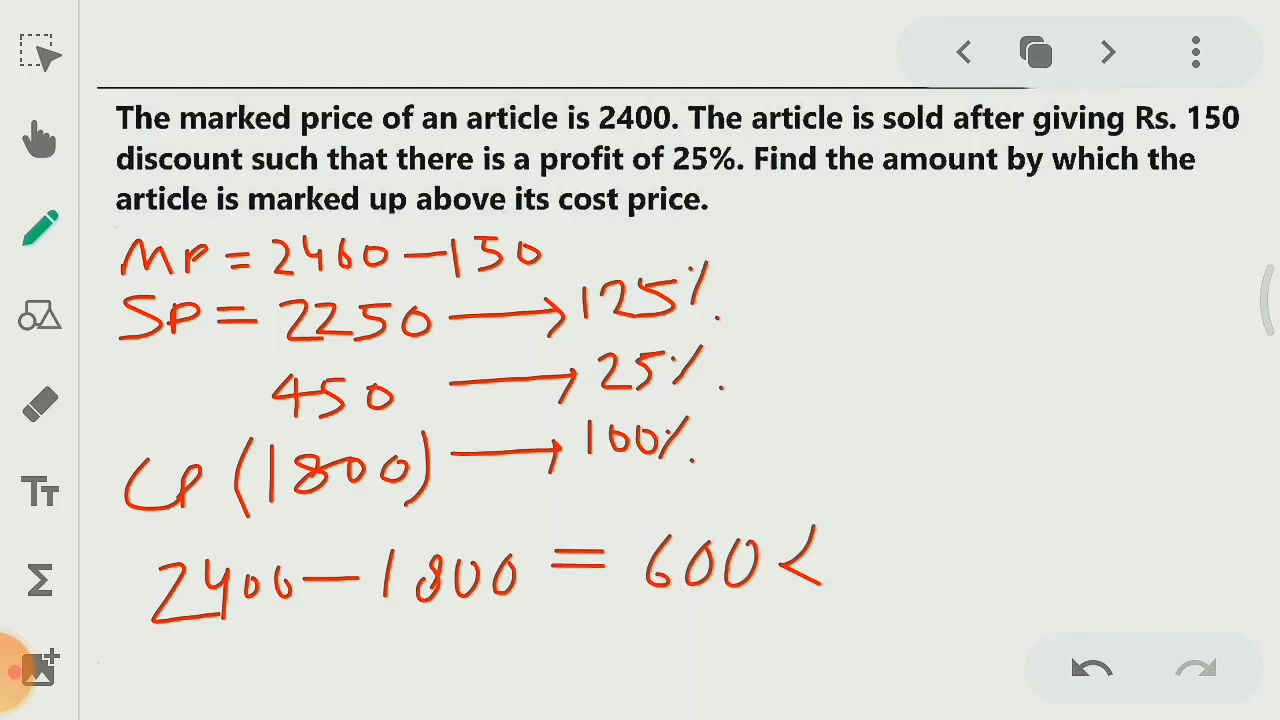 The marked price of an article is 2400. The article is sold after giving Rs. 150
discount such that there is a profit of 25%. Find the amount by which the
article is marked up above its cost price.
MP = 2400 - 150
SP = 2250 → 125%
450 → 25%
CP (1800) → 100%
2400 - 1800 = 600 <
TT
Σ